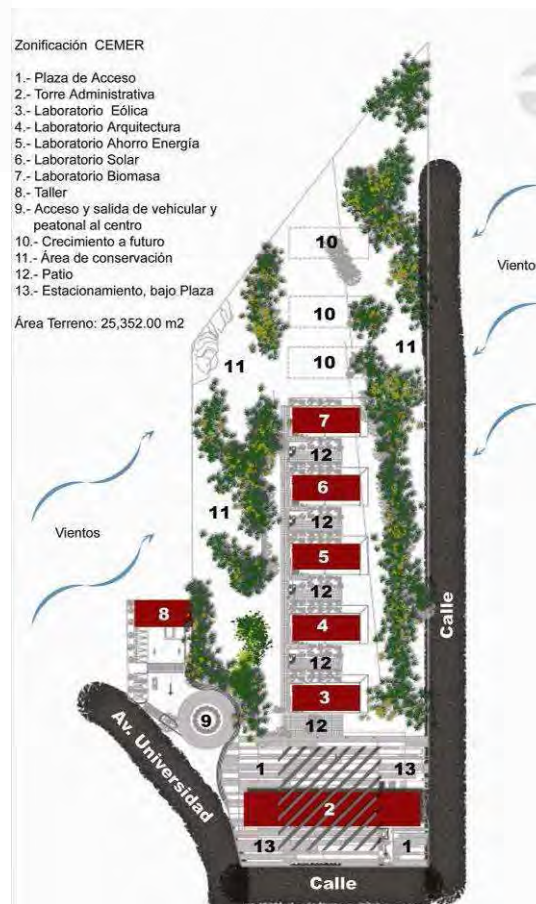 Zonificación CEMER
1.- Plaza de Acceso
2.- Torre Administrativa
3.- Laboratorio Eólica
4.- Laboratorio Arquitectura
5.- Laboratorio Ahorro Energía
6.- Laboratorio Solar
7.- Laboratorio Biomasa
8.- Taller
9.- Acceso y salida de vehicular y
peatonal al centro
10.- Crecimiento a futuro
11.- Área de conservación
12.- Patio
13.- Estacionamiento, bajo Plaza
Área Terreno: 25,352.00 m2
10
Viento
10
11
10
11
7
12
6
11
12
Vientos
5
12
8
4
Calle
12
3
9
12
Av. Universidad
1
13
2
13
1
Calle